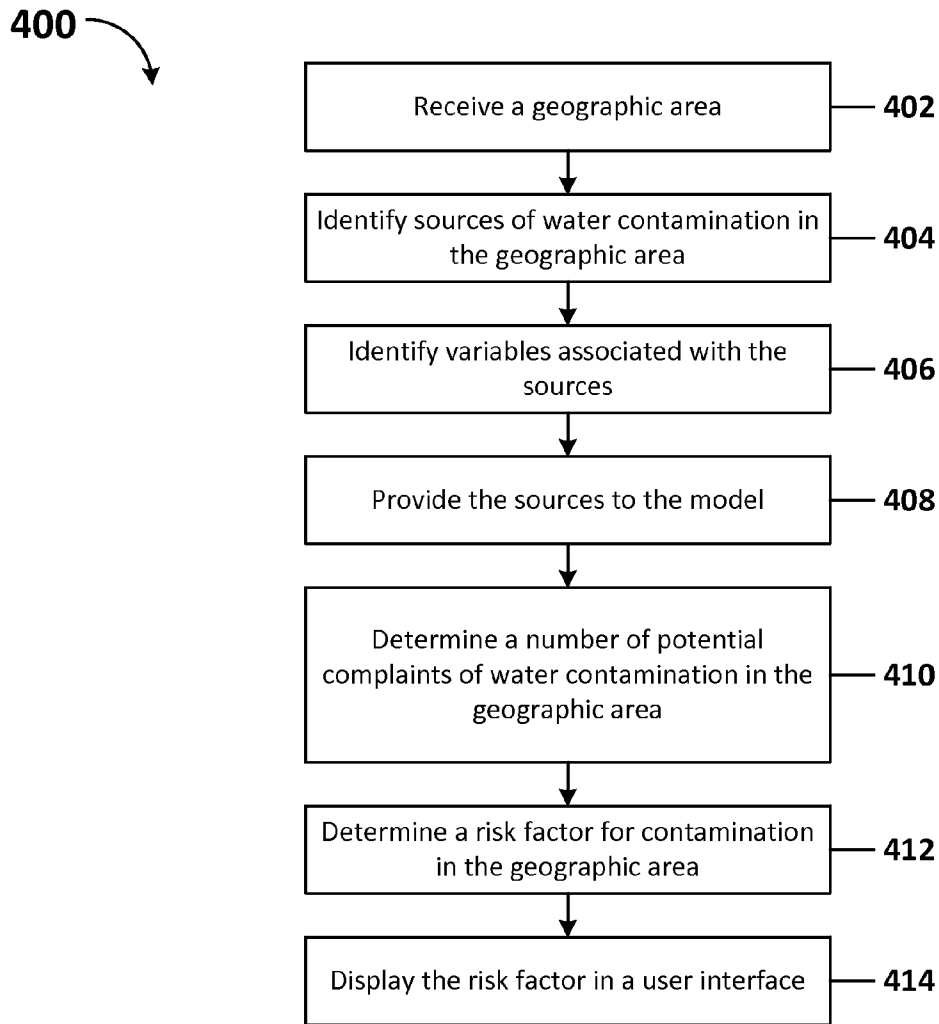 400
Receive a geographic area
402
Identify sources of water contamination in
the geographic area
404
Identify variables associated with the
sources
406
Provide the sources to the model
408
Determine a number of potential
complaints of water contamination in the
geographic area
410
Determine a risk factor for contamination
in the geographic area
412
Display the risk factor in a user interface
414